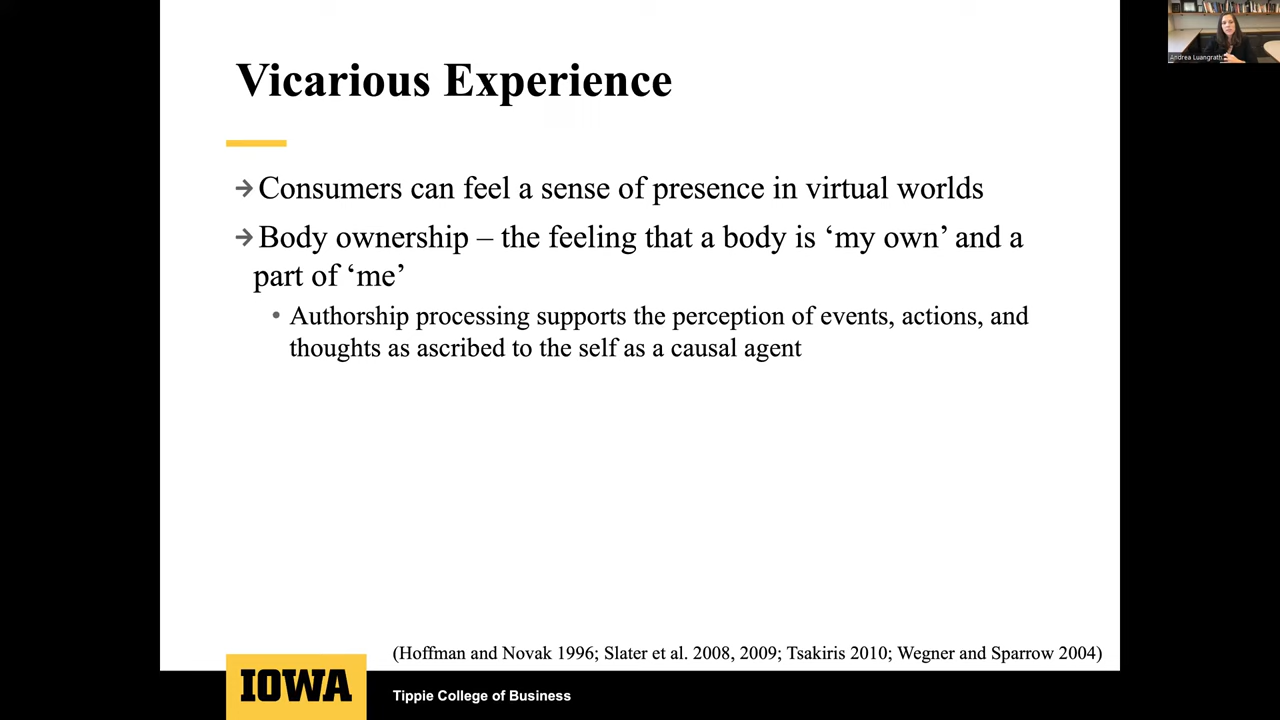 Vicarious Experience
Andrea Luangrath
Consumers can feel a sense of presence in virtual worlds
Body ownership – the feeling that a body is ‘my own’ and a
part of ‘me’
Authorship processing supports the perception of events, actions, and
thoughts as ascribed to the self as a causal agent
(Hoffman and Novak 1996; Slater et al. 2008, 2009; Tsakiris 2010; Wegner and Sparrow 2004)
IOWA
Tippie College of Business